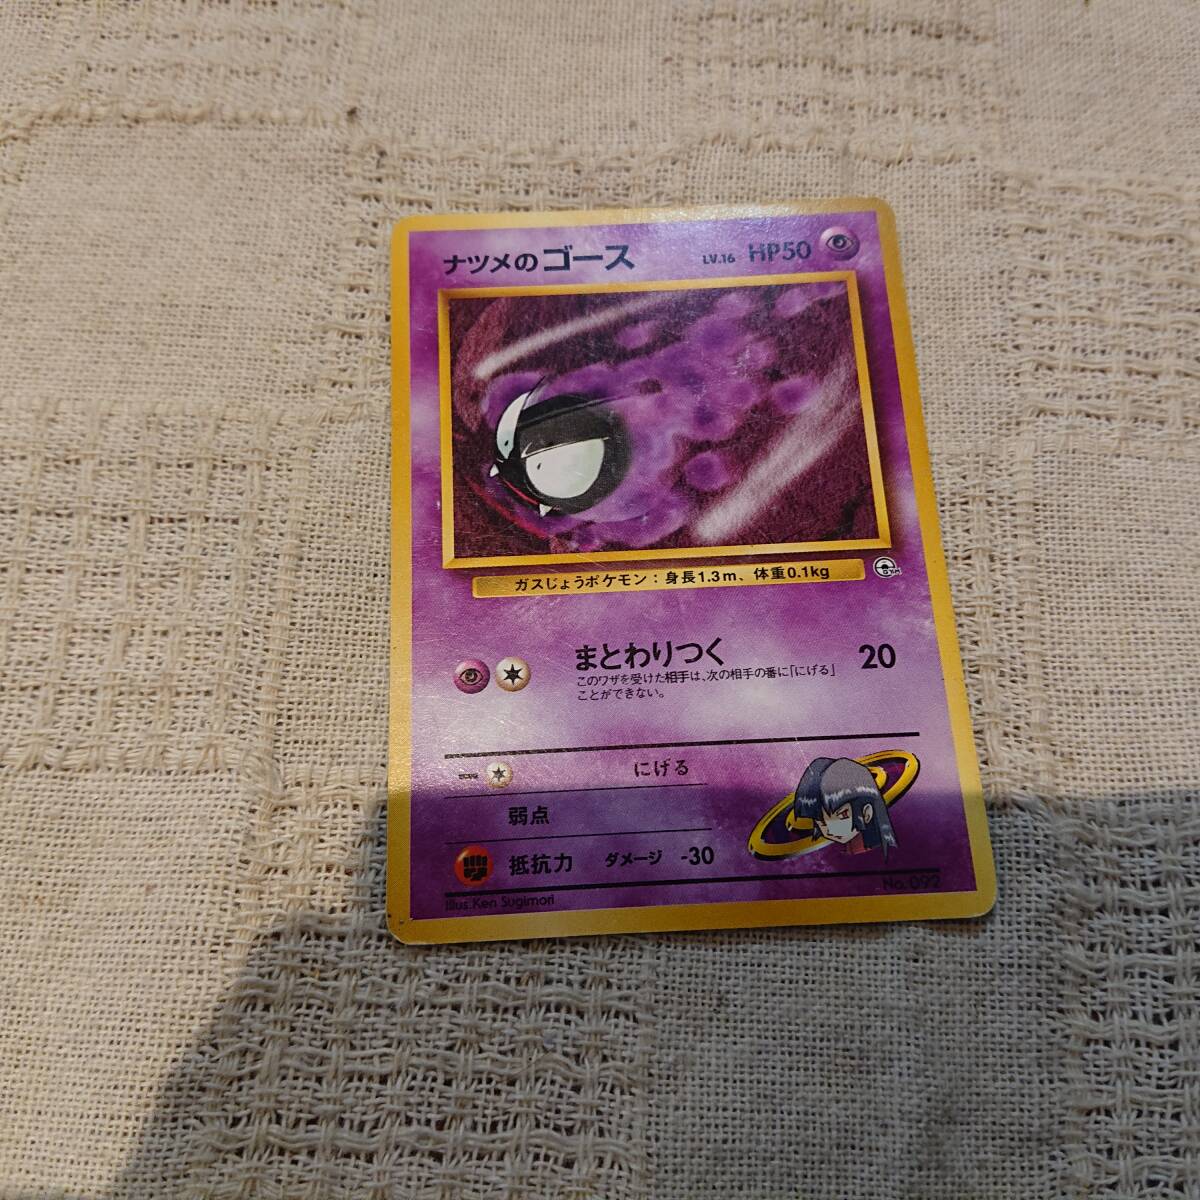 ナツメのゴース LV.16 HP50
ガスじょうポケモン：身長1.3m、体重0.1kg
まとわりつく 20
このワザを受けた相手は、次の相手の番に「にげる」
ことができない。
にげる
弱点
抵抗力 ダメージ -30
No.092
Illus.Ken Sugimori